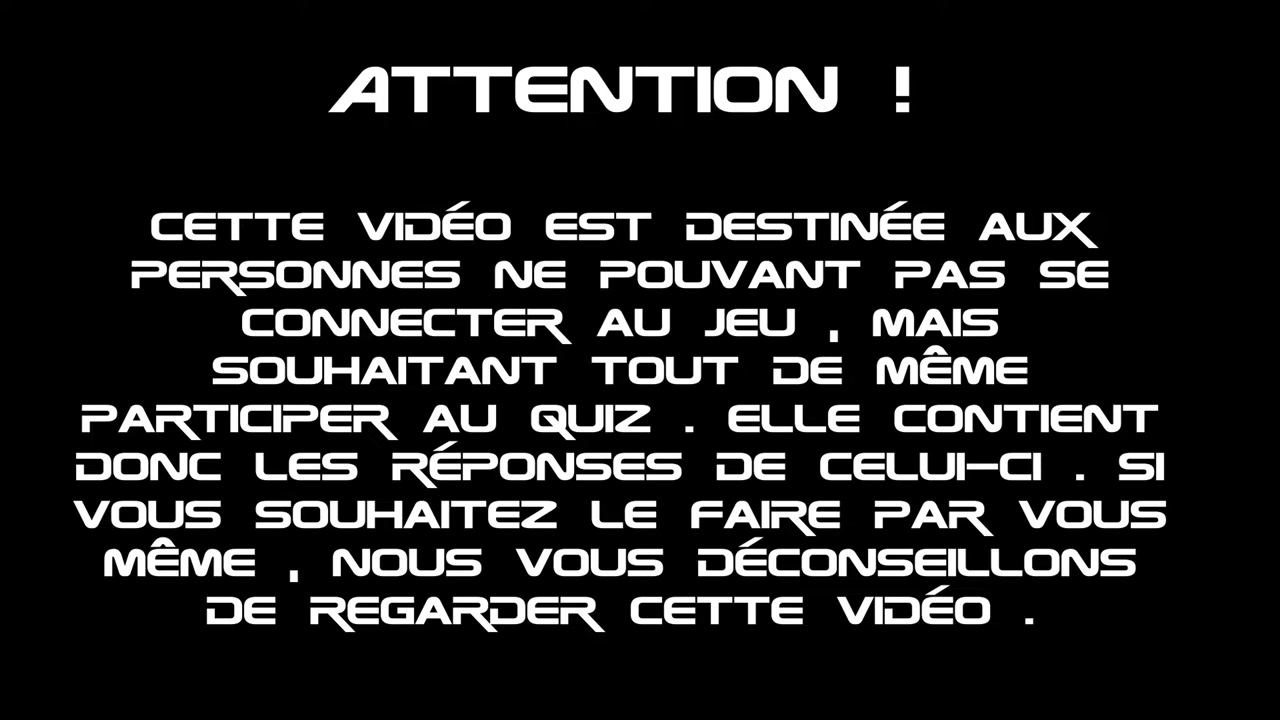 ATTENTION !
CETTE VIDÉO EST DESTINÉE AUX
PERSONNES NE POUVANT PAS SE
CONNECTER AU JEU , MAIS
SOUHAITANT TOUT DE MÊME
PARTICIPER AU QUIZ . ELLE CONTIENT
DONC LES RÉPONSES DE CELUI-CI . SI
VOUS SOUHAITEZ LE FAIRE PAR VOUS
MÊME , NOUS VOUS DÉCONSEILLONS
DE REGARDER CETTE VIDÉO .